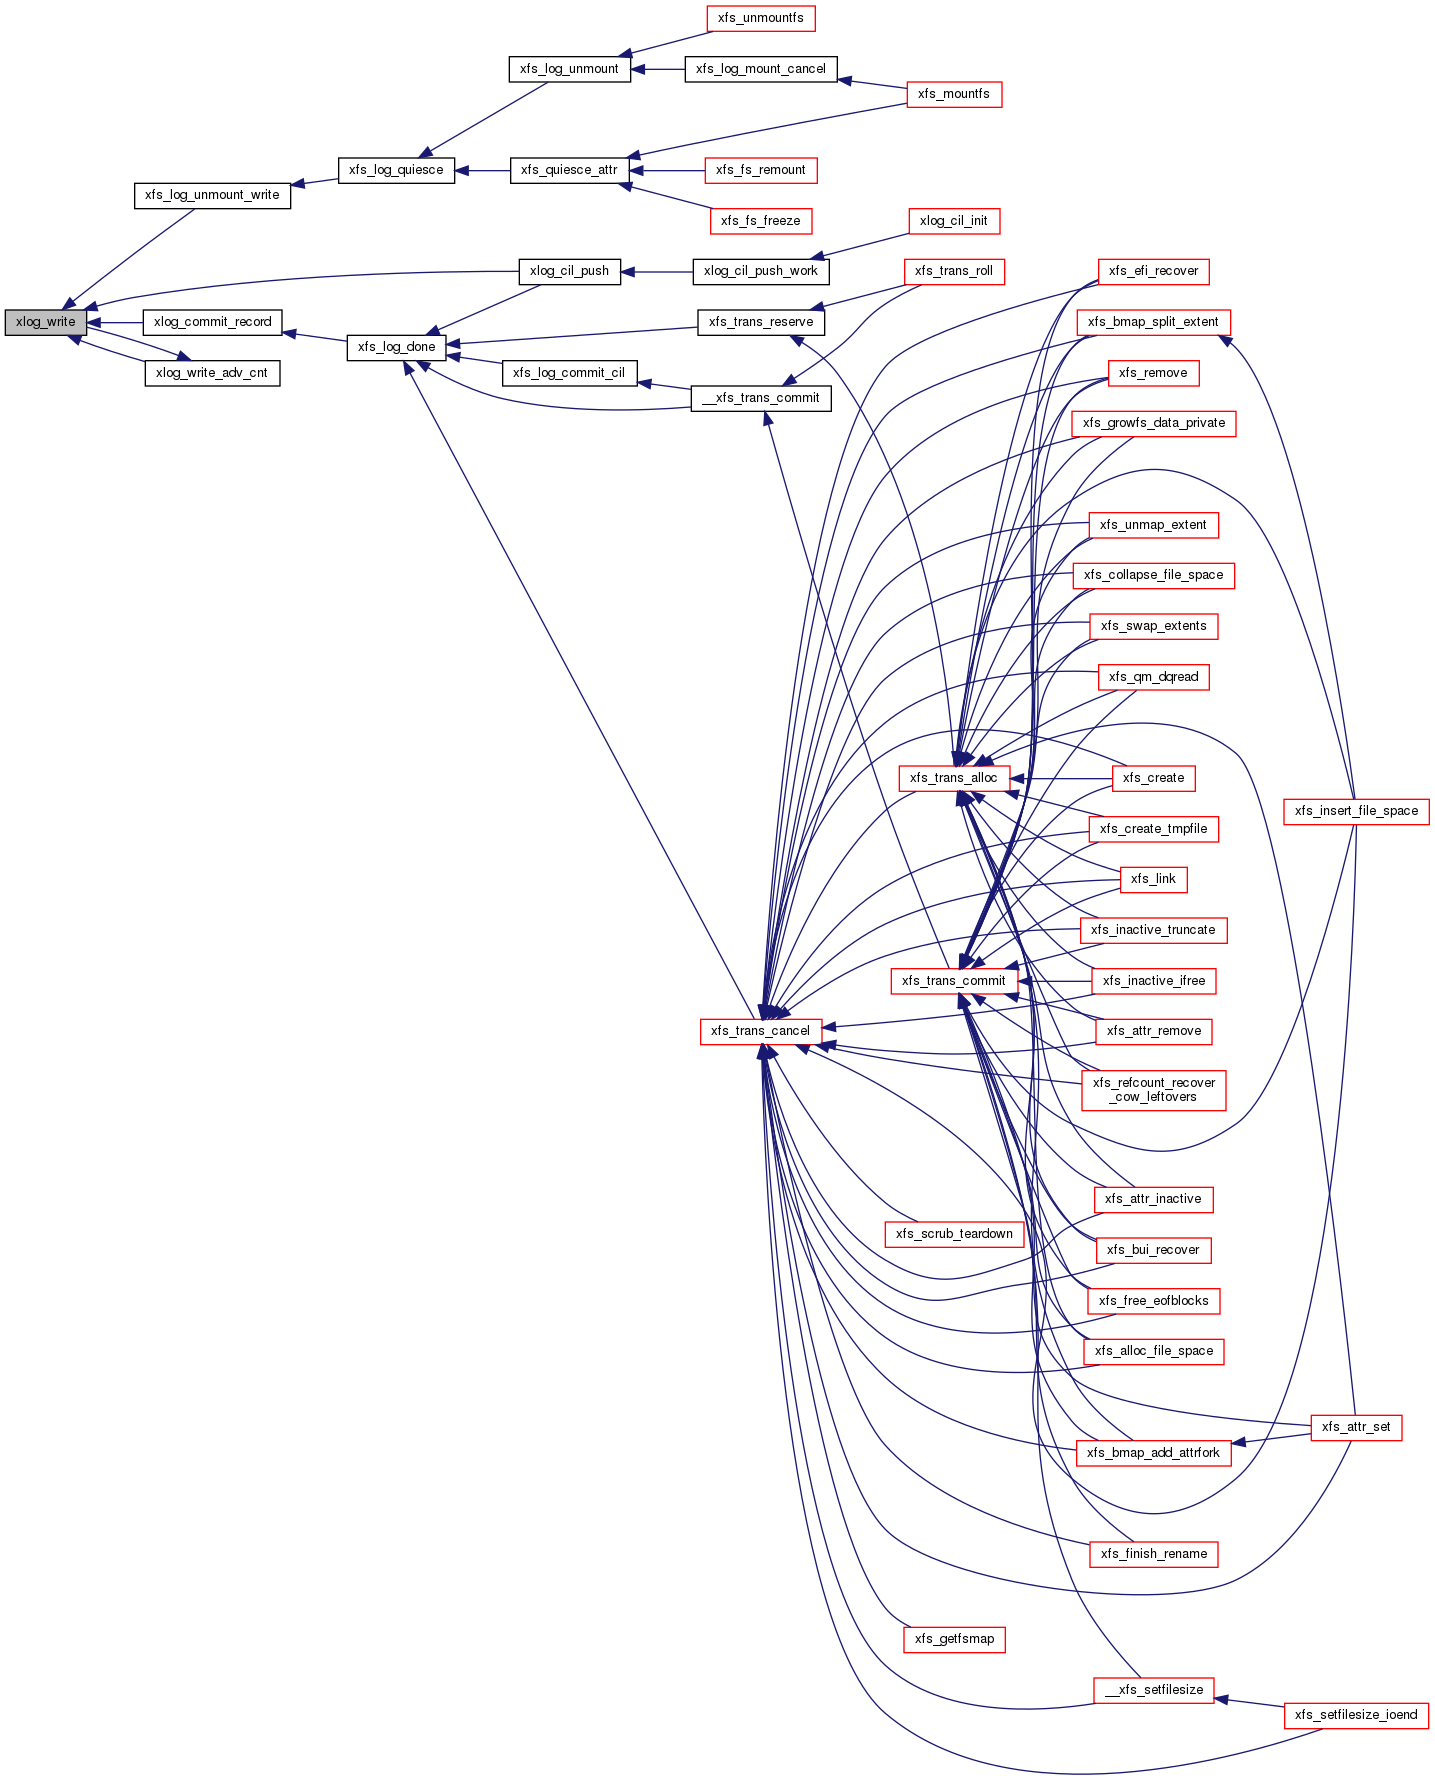 xfs_unmountfs
xfs_log_unmount
xfs_log_mount_cancel
xfs_mountfs
xfs_log_quiesce
xfs_quiesce_attr
xfs_fs_remount
xfs_log_unmount_write
xfs_fs_freeze
xlog_cil_init
xlog_cil_push
xlog_cil_push_work
xfs_trans_roll
xfs_efi_recover
xlog_write
xlog_commit_record
xfs_trans_reserve
xfs_bmap_split_extent
xfs_log_done
xlog_write_adv_cnt
xfs_log_commit_cil
xfs_remove
__xfs_trans_commit
xfs_growfs_data_private
xfs_unmap_extent
xfs_collapse_file_space
xfs_swap_extents
xfs_qm_dqread
xfs_trans_alloc
xfs_create
xfs_insert_file_space
xfs_create_tmpfile
xfs_link
xfs_inactive_truncate
xfs_trans_commit
xfs_inactive_ifree
xfs_trans_cancel
xfs_attr_remove
xfs_refcount_recover
_cow_leftovers
xfs_attr_inactive
xfs_scrub_teardown
xfs_bui_recover
xfs_free_eofblocks
xfs_alloc_file_space
xfs_attr_set
xfs_bmap_add_attrfork
xfs_finish_rename
xfs_getfsmap
__xfs_setfilesize
xfs_setfilesize_ioend